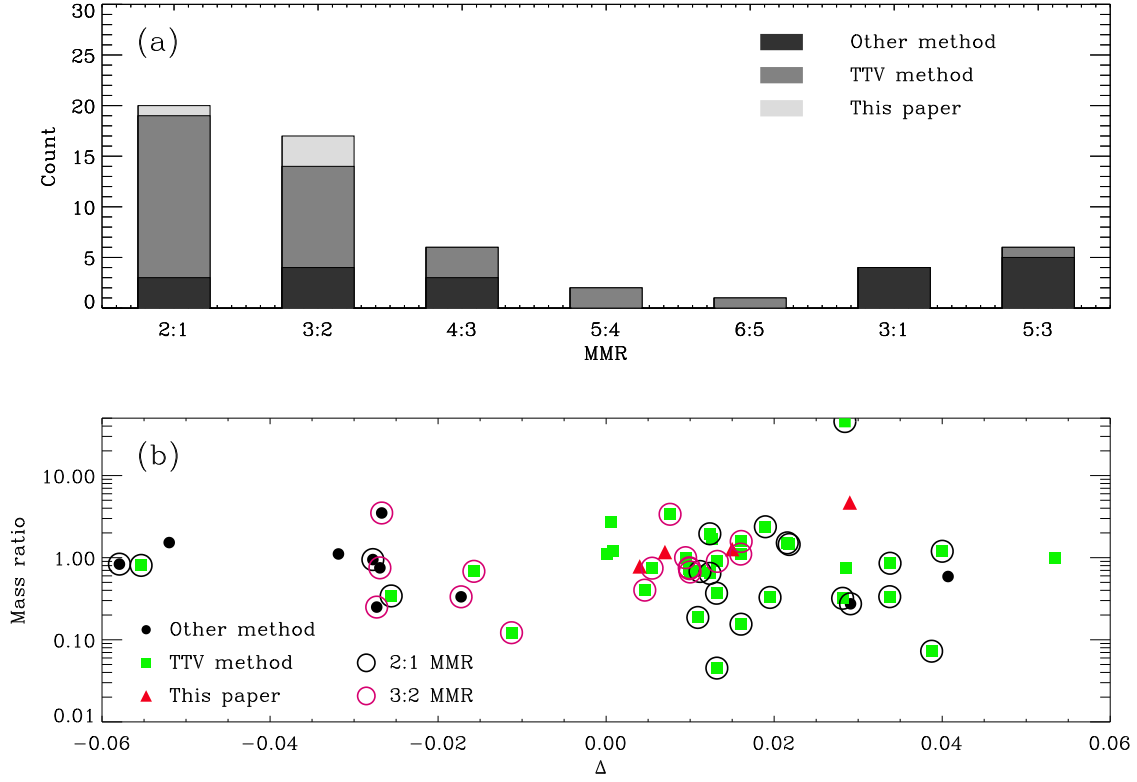 (a)
Other method
TTV method
This paper
30
25
20
15
10
5
0
Count
2:1 3:2 4:3 5:4 6:5 3:1 5:3
MMR
(b)
10.00
1.00
0.10
0.01
Mass ratio
Other method
TTV method 2:1 MMR
This paper 3:2 MMR
−0.06 −0.04 −0.02 0.00 0.02 0.04 0.06
Δ